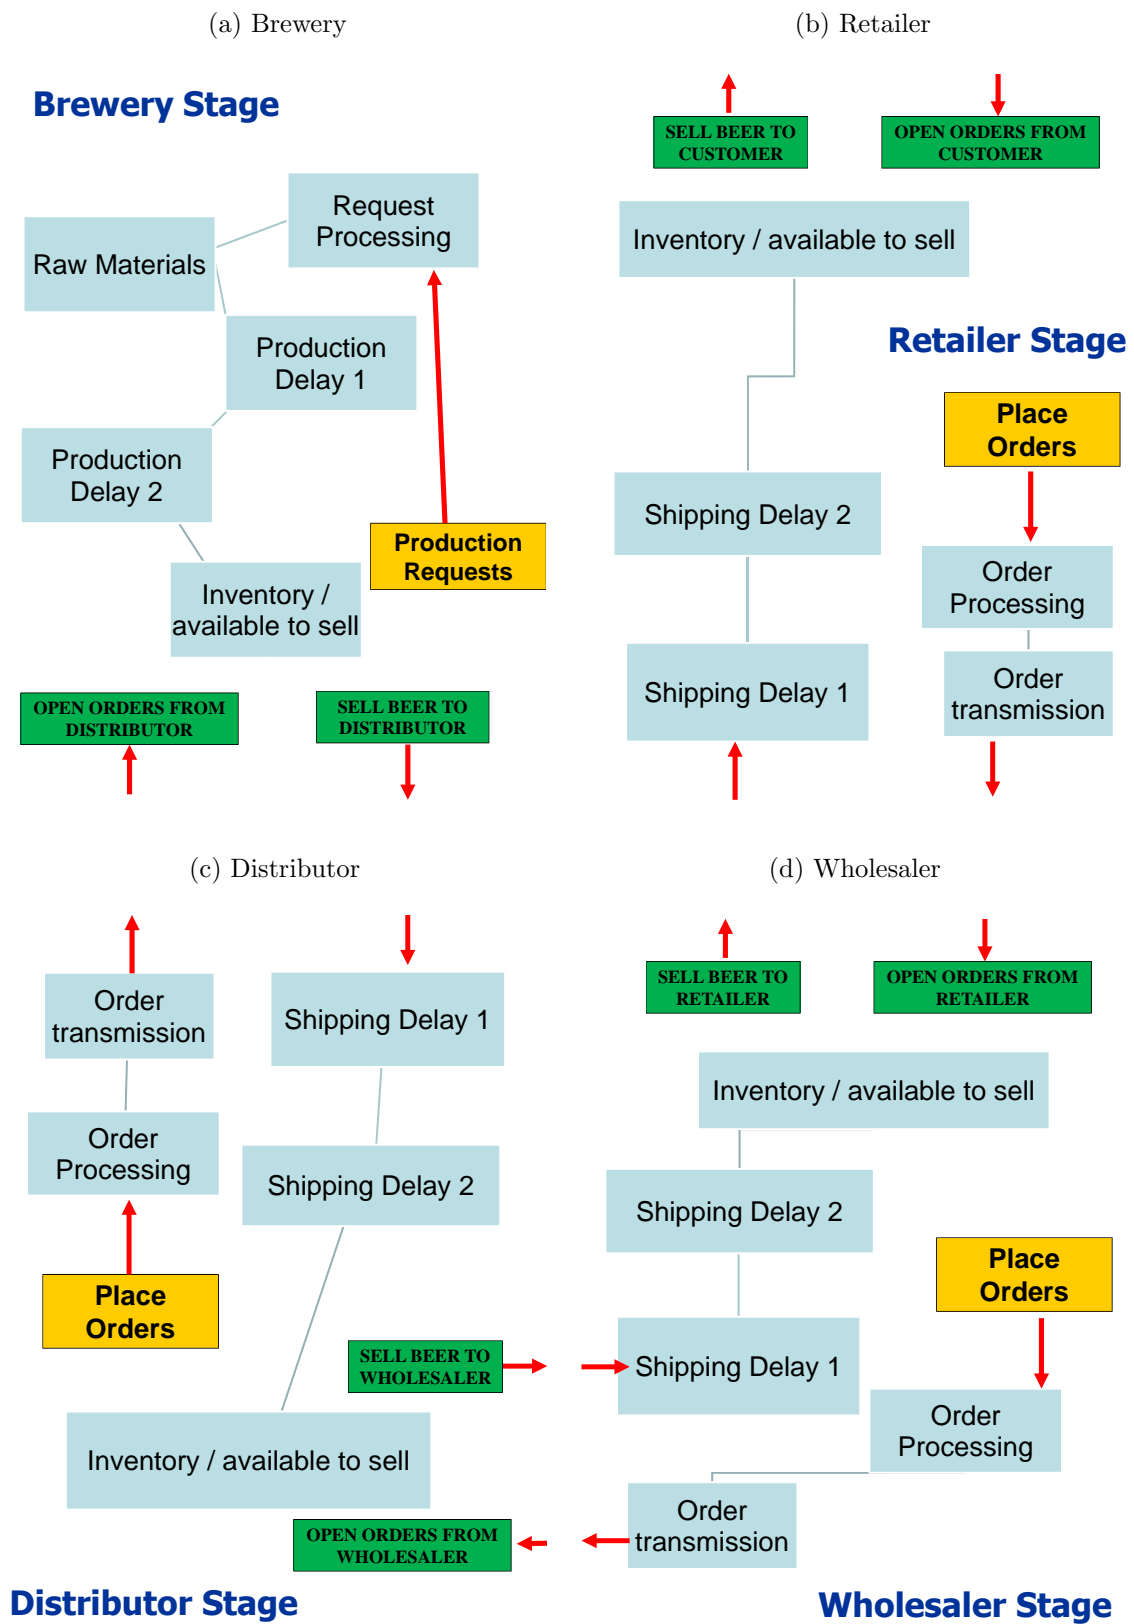 (a) Brewery
Brewery Stage
Request
Processing
Raw Materials
Production
Delay 1
Production
Delay 2
Production
Requests
Inventory /
available to sell
OPEN ORDERS FROM
DISTRIBUTOR
SELL BEER TO
DISTRIBUTOR
(b) Retailer
SELL BEER TO
CUSTOMER
OPEN ORDERS FROM
CUSTOMER
Inventory / available to sell
Retailer Stage
Place
Orders
Shipping Delay 2
Order
Processing
Shipping Delay 1
Order
transmission
(c) Distributor
Order
transmission
Shipping Delay 1
Order
Processing
Shipping Delay 2
Place
Orders
SELL BEER TO
WHOLESALER
Inventory / available to sell
OPEN ORDERS FROM
WHOLESALER
Distributor Stage
(d) Wholesaler
SELL BEER TO
RETAILER
OPEN ORDERS FROM
RETAILER
Inventory / available to sell
Shipping Delay 2
Place
Orders
Shipping Delay 1
Order
Processing
Order
transmission
Wholesaler Stage